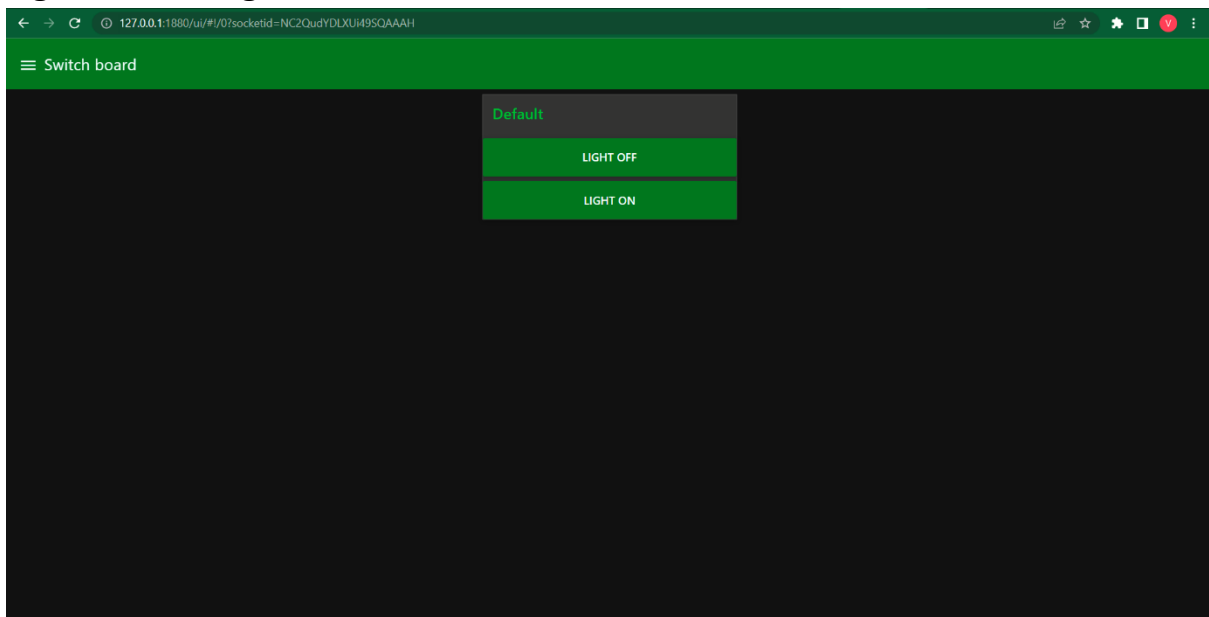 127.0.0.1:1880/ui/#!/0?socketid=NC2QudYDLXUi49SQAAAH
V
Switch board
Default
LIGHT OFF
LIGHT ON